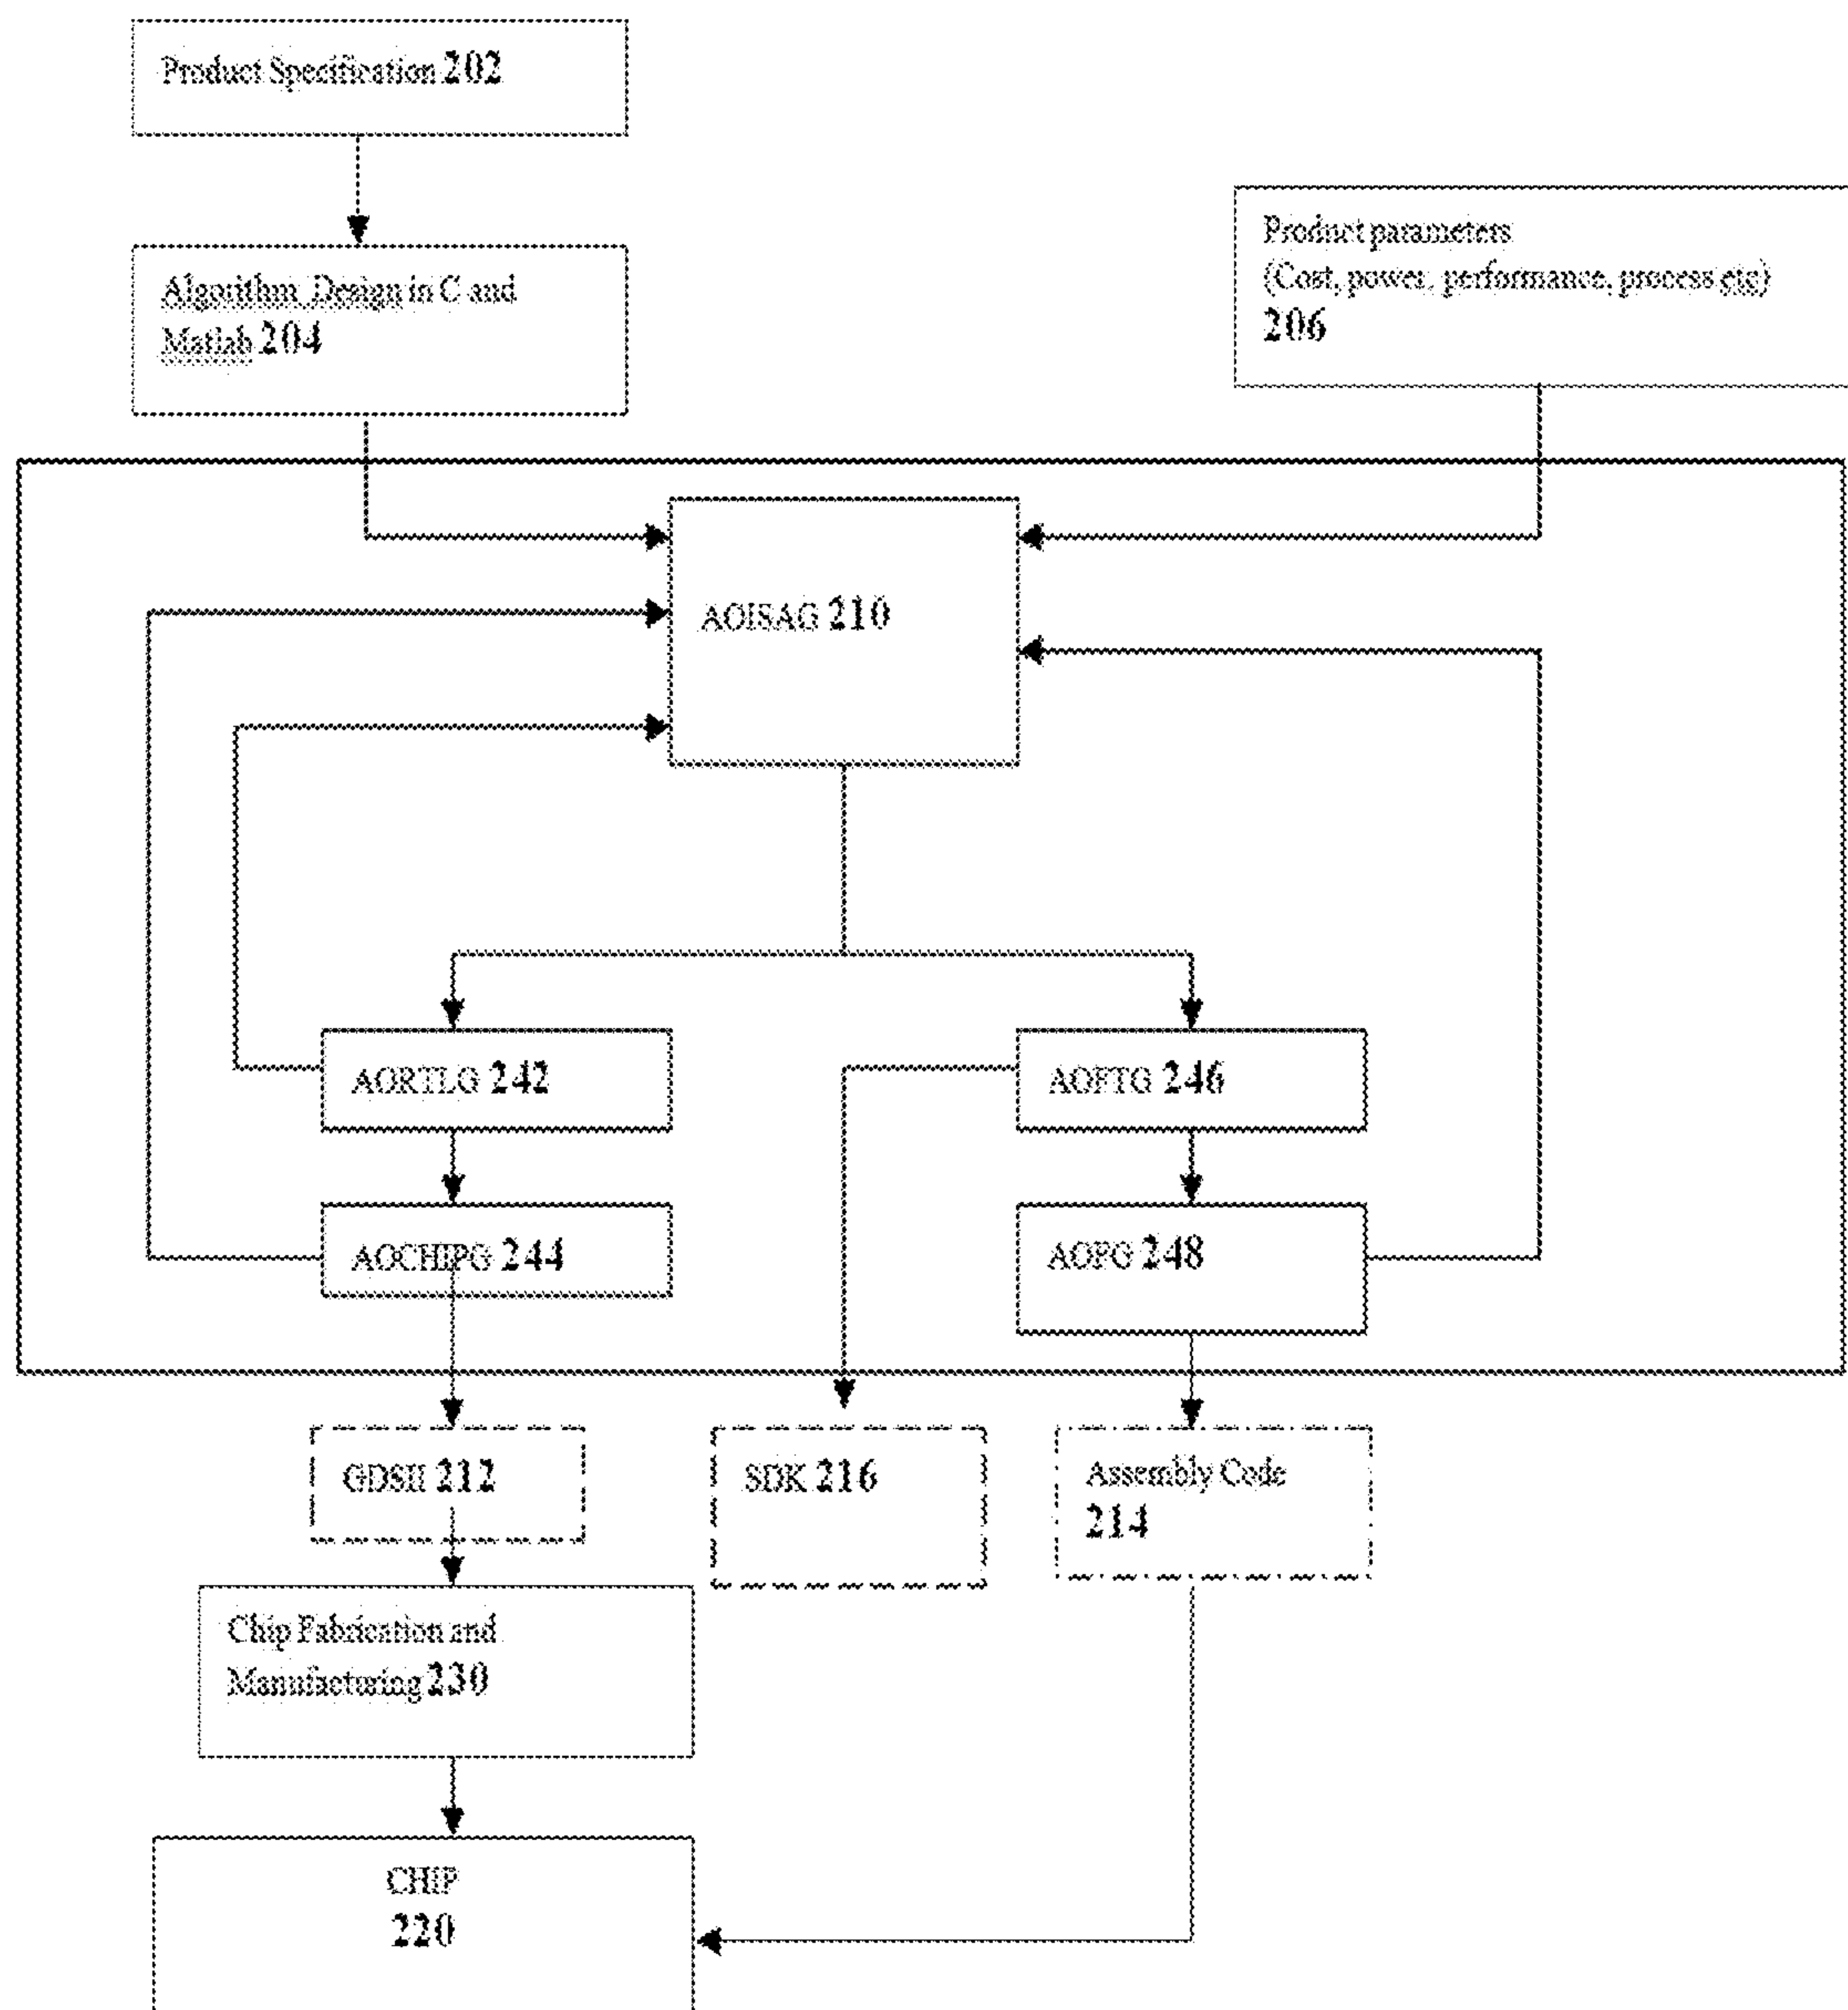 Product Specification 202
Algorithm Design in C and
Matlab 204
Product parameters
(Cost, power, performance, process etc)
206
AOISAG 210
AORTLG 242
AOFTG 246
AOCHIPG 244
AOFG 248
GDSII 212
SDK 216
Assembly Code
214
Chip Fabrication and
Manufacturing 230
CHIP
220